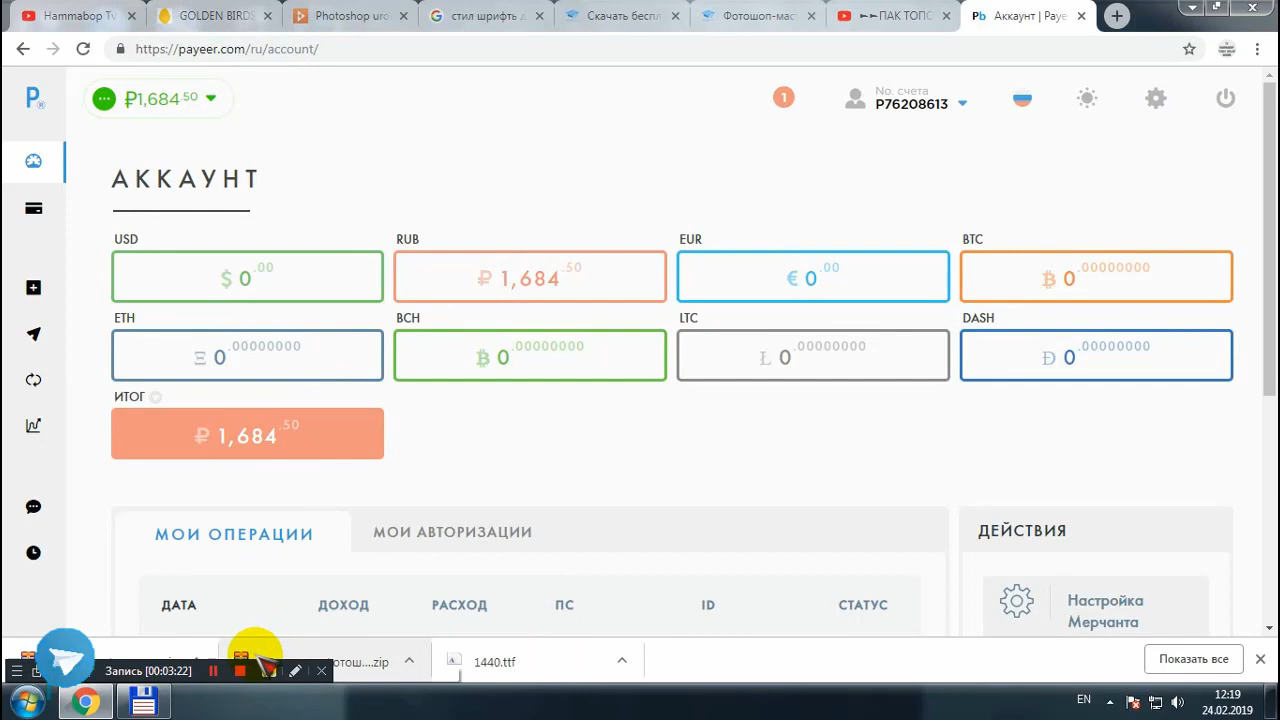 Hammabop Tv
GOLDEN BIRDS
Photoshop uro
стил шрифть д
Скачать беспл
Фотошоп-мас
►►ПАК ТОПС
Pb Аккаунт | Paye
https://payeer.com/ru/account/
P
₽1,684.50
1
No. счета
P76208613
АККАУНТ
USD
RUB
EUR
BTC
$ 0.00
₽ 1,684.50
€ 0.00
0.00000000
ETH
BCH
LTC
DASH
Ξ 0.00000000
0.00000000
Ł 0.00000000
Đ 0.00000000
ИТОГ
₽ 1,684.50
МОИ ОПЕРАЦИИ
МОИ АВТОРИЗАЦИИ
ДЕЙСТВИЯ
ДАТА
ДОХОД
РАСХОД
ПС
ID
СТАТУС
Настройка
Мерчанта
отош....zip
1440.ttf
Показать все
Запись [00:03:22]
EN
12:19
24.02.2019